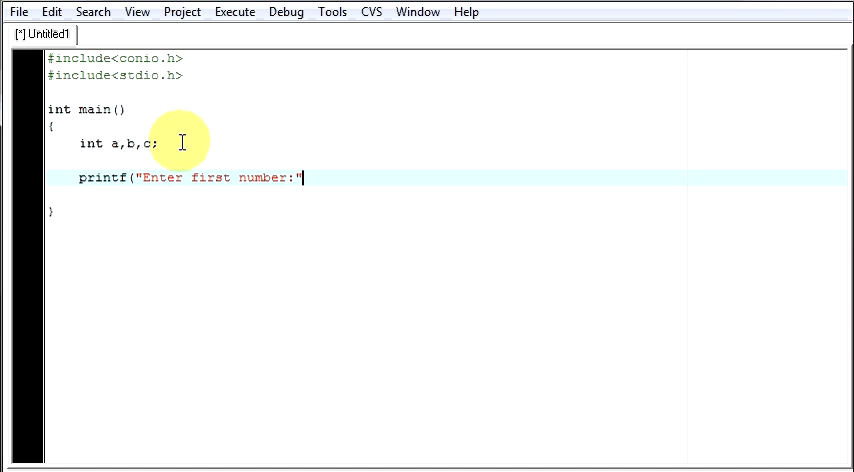 File Edit Search View Project Execute Debug Tools CVS Window Help
[*] Untitled1
#include<conio.h>
#include<stdio.h>
int main()
{
int a,b,c;
printf("Enter first number:"
}